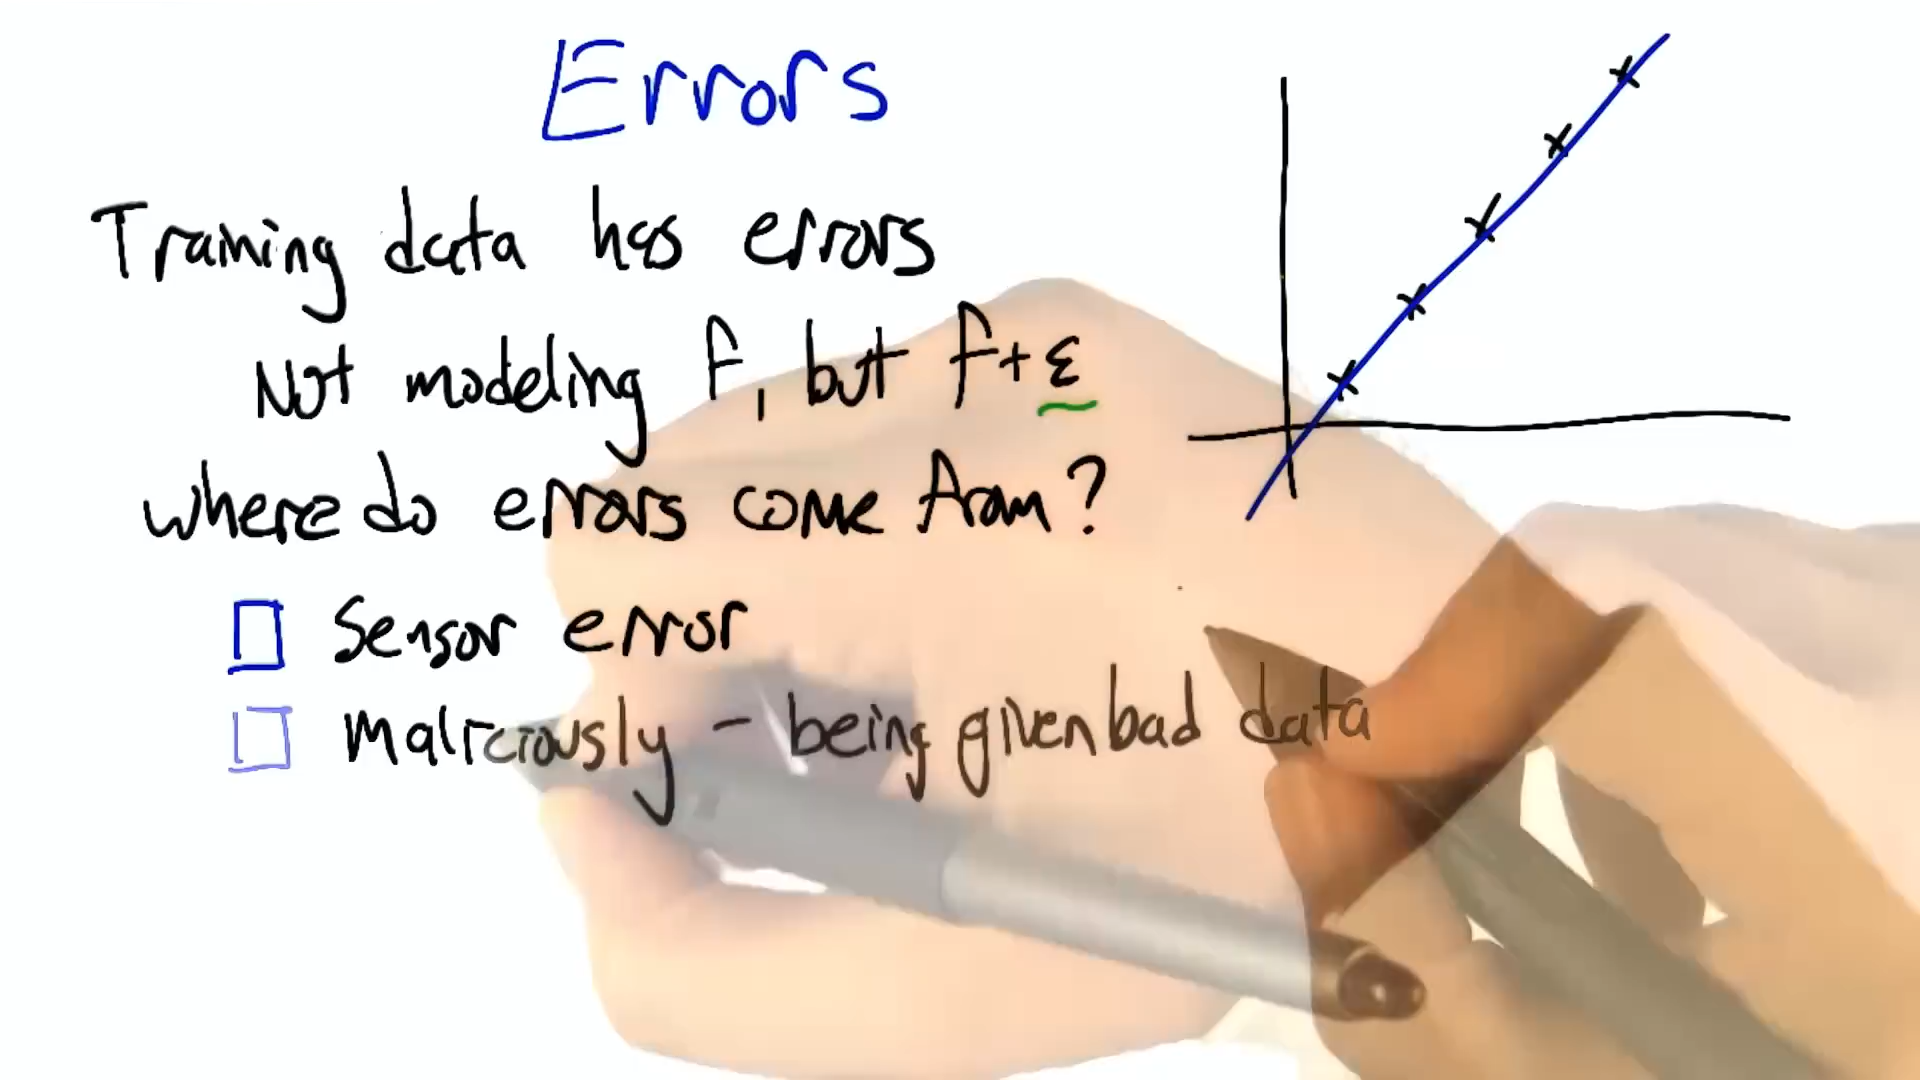 Errors
Training data has errors
Not modeling f, but f+ε
where do errors come from?
Sensor error
maliciously - being given bad data